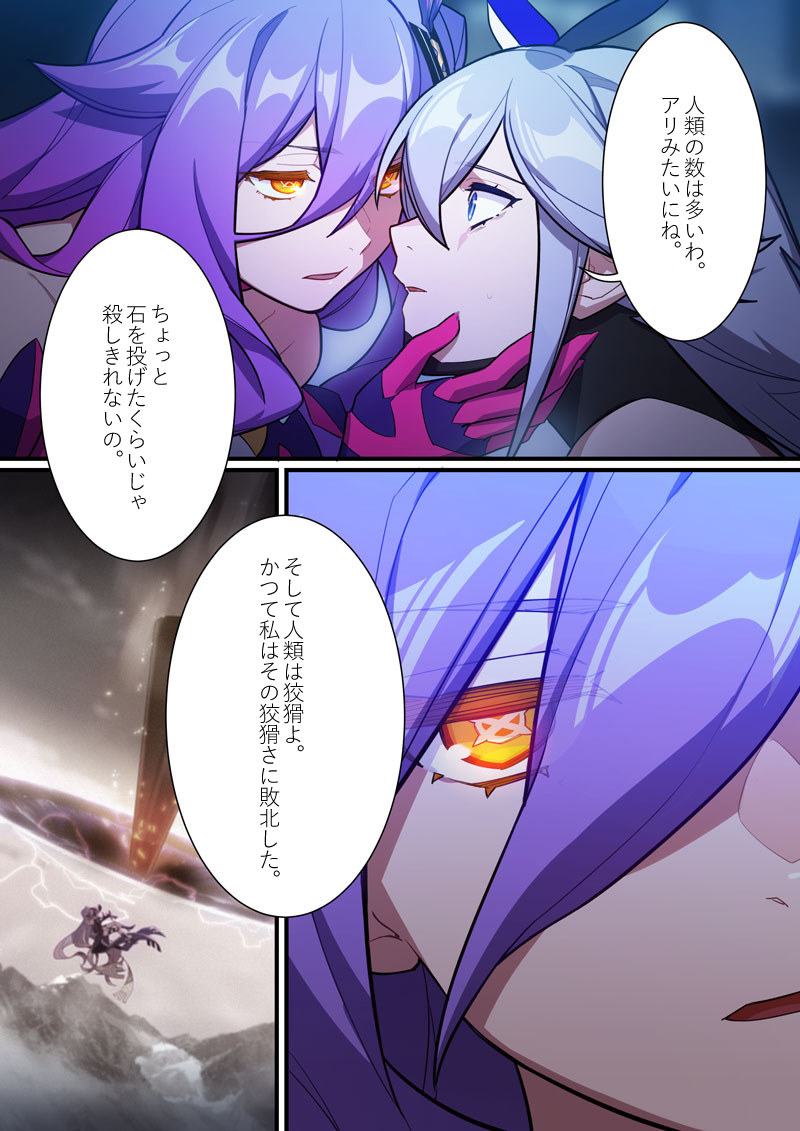 人類の数は多いわ。
アリみたいにね。
ちょっと
石を投げたくらいじゃ
殺しきれないの。
そして人類は狡猾よ。
かつて私はその狡猾さに敗北した。